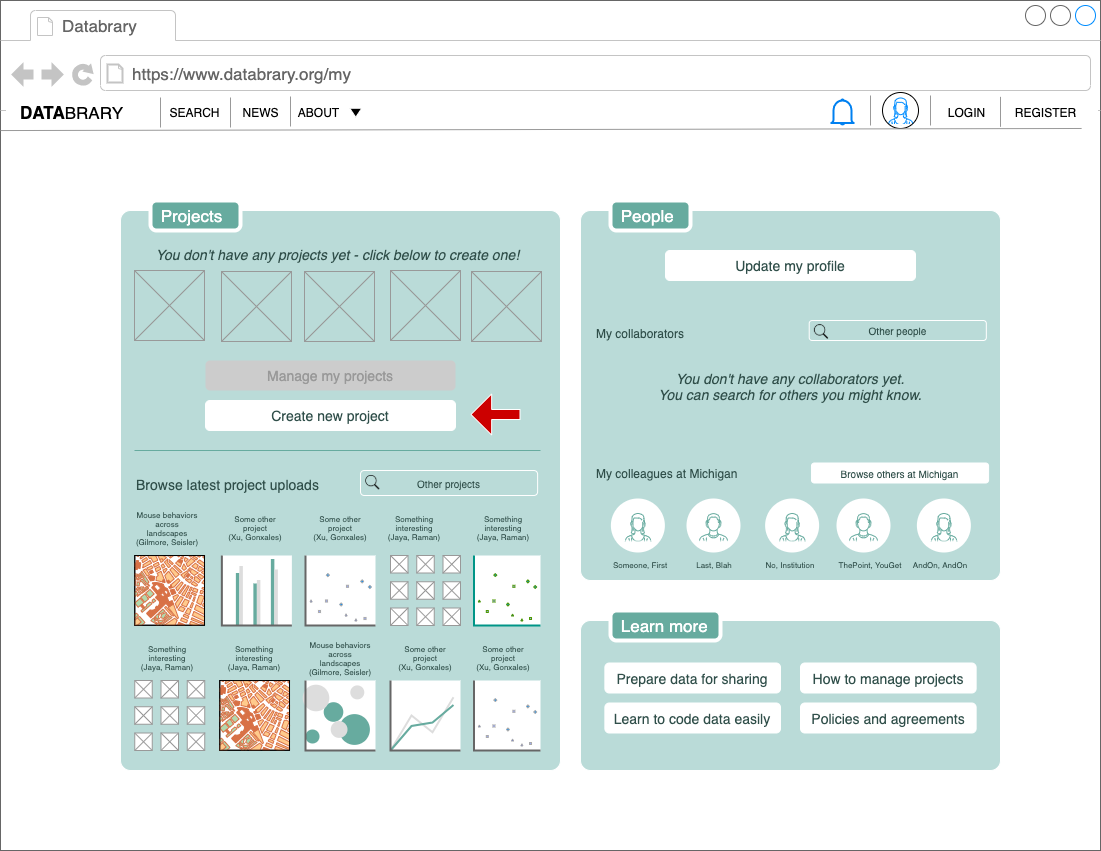 Databrary
https://www.databrary.org/my
DATABRARY
SEARCH
NEWS
ABOUT
LOGIN
REGISTER
Projects
You don't have any projects yet - click below to create one!
Manage my projects
Create new project
Browse latest project uploads
Other projects
Mouse behaviors
across
landscapes
(Gilmore, Seisler)
Some other
project
(Xu, Gonxales)
Some other
project
(Xu, Gonxales)
Something
interesting
(Jaya, Raman)
Something
interesting
(Jaya, Raman)
Something
interesting
(Jaya, Raman)
Something
interesting
(Jaya, Raman)
Mouse behaviors
across
landscapes
(Gilmore, Seisler)
Some other
project
(Xu, Gonxales)
Some other
project
(Xu, Gonxales)
People
Update my profile
My collaborators
Other people
You don't have any collaborators yet.
You can search for others you might know.
My colleagues at Michigan
Browse others at Michigan
Someone, First
Last, Blah
No, Institution
ThePoint, YouGet
AndOn, AndOn
Learn more
Prepare data for sharing
How to manage projects
Learn to code data easily
Policies and agreements